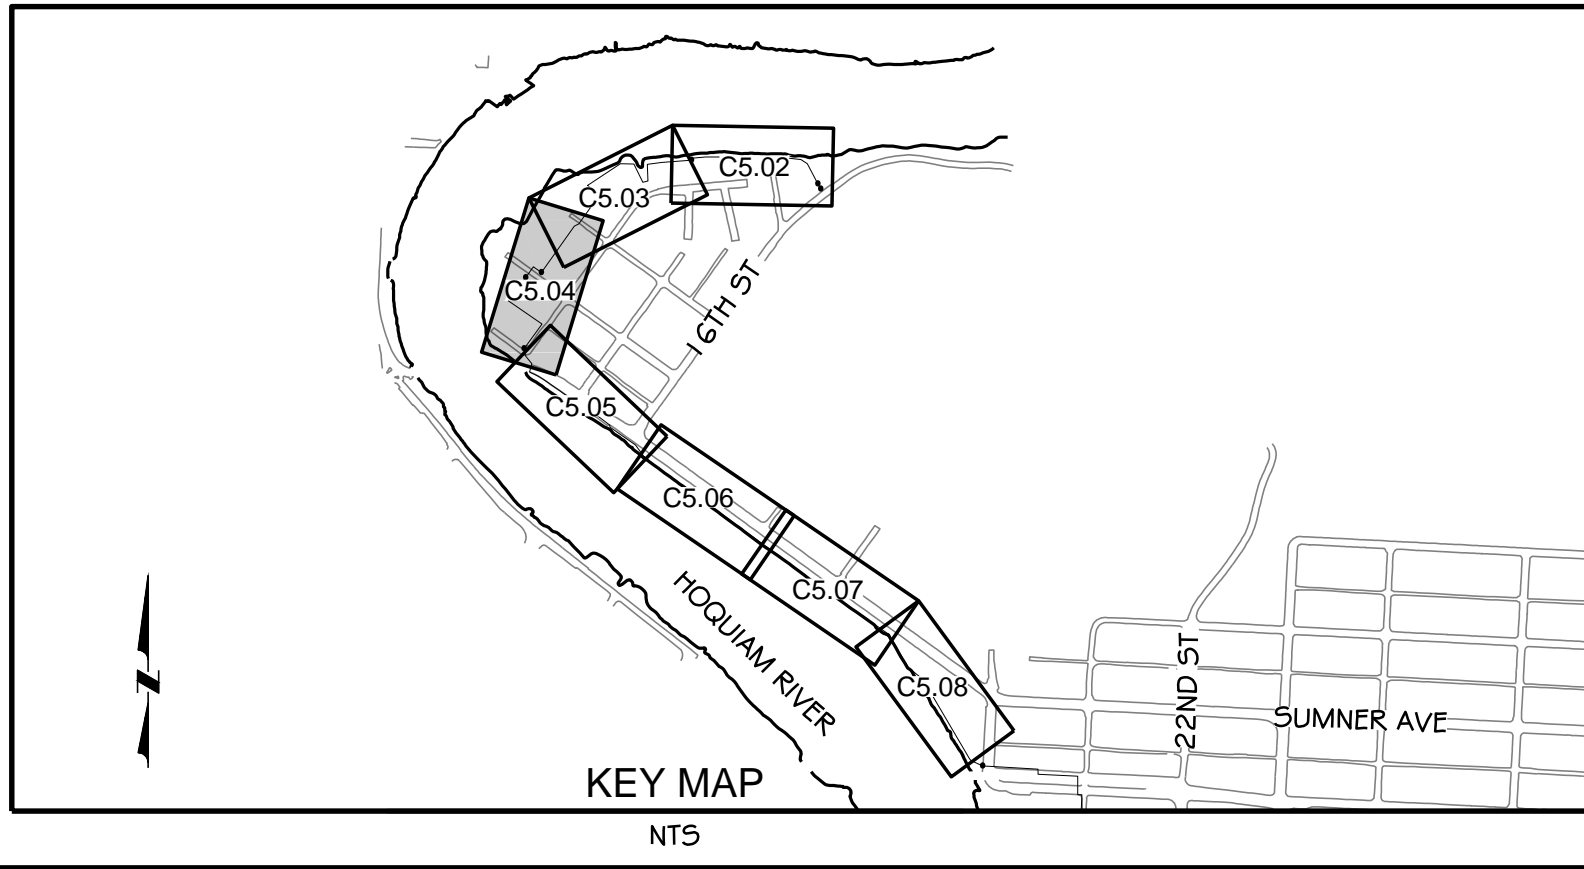 C5.02
C5.03
C5.04
16TH ST
C5.05
C5.06
C5.07
HOQUIAM RIVER
C5.08
22ND ST
SUMNER AVE
N
KEY MAP
NTS